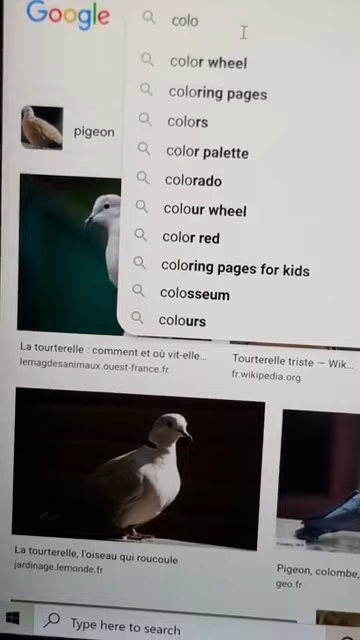 Google
colo
color wheel
coloring pages
colors
color palette
colorado
colour wheel
color red
coloring pages for kids
colosseum
colours
pigeon
La tourterelle : comment et où vit-elle...
lemagdesanimaux.ouest-france.fr
Tourterelle triste — Wik...
fr.wikipedia.org
La tourterelle, l'oiseau qui roucoule
jardinage.lemonde.fr
Pigeon, colombe,
geo.fr
Type here to search